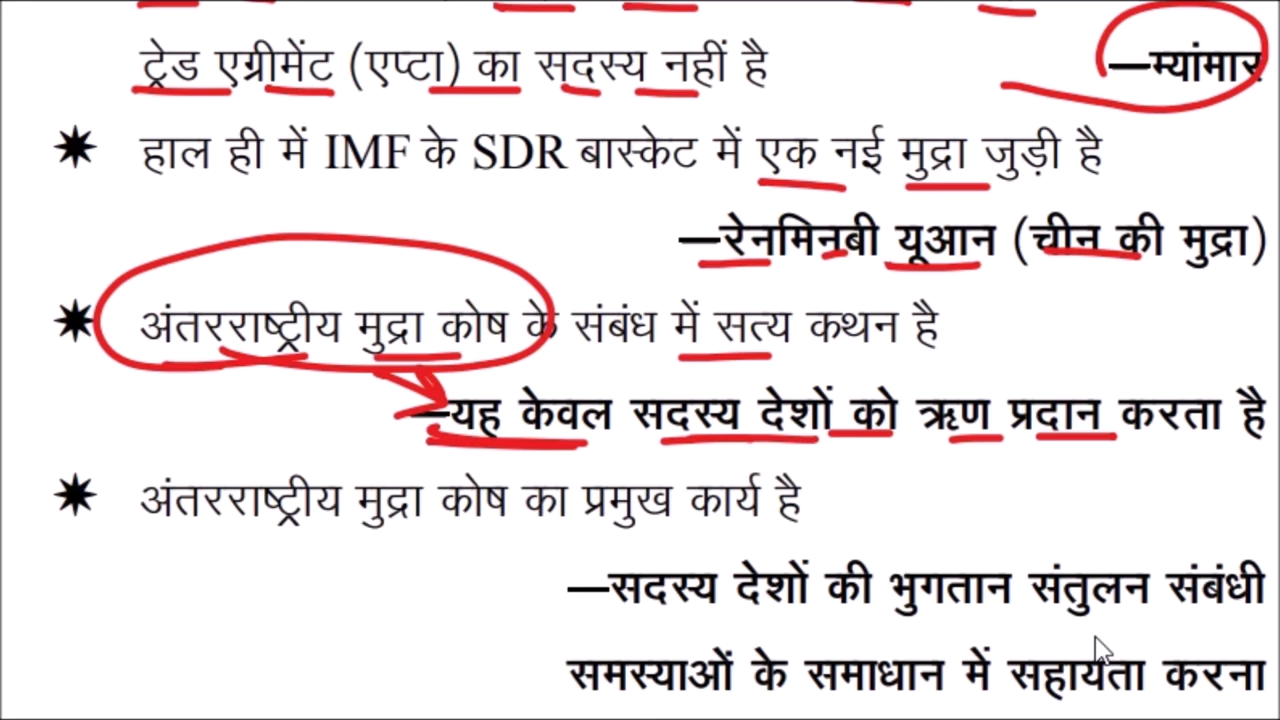 ट्रेड एग्रीमेंट (एप्टा) का सदस्य नहीं है —म्यांमार
हाल ही में IMF के SDR बास्केट में एक नई मुद्रा जुड़ी है
—रेनमिनबी यूआन (चीन की मुद्रा)
अंतरराष्ट्रीय मुद्रा कोष के संबंध में सत्य कथन है
—यह केवल सदस्य देशों को ऋण प्रदान करता है
अंतरराष्ट्रीय मुद्रा कोष का प्रमुख कार्य है
—सदस्य देशों की भुगतान संतुलन संबंधी
समस्याओं के समाधान में सहायता करना